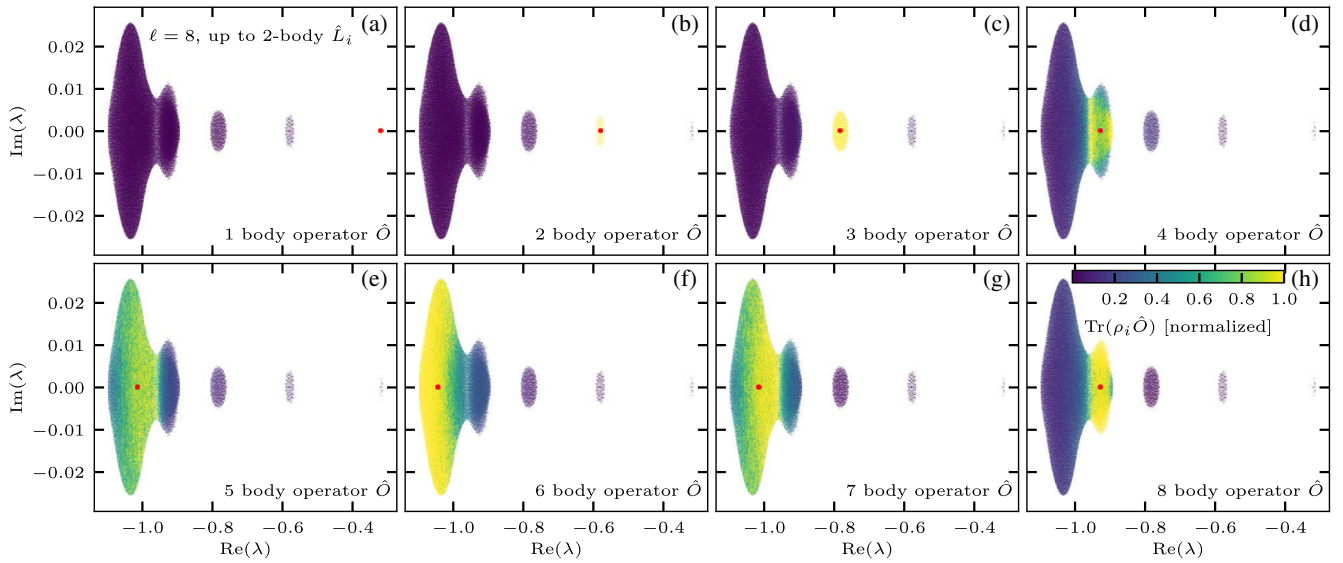 (a)
ℓ = 8, up to 2-body L̂ᵢ
1 body operator Ô
(b)
2 body operator Ô
(c)
3 body operator Ô
(d)
4 body operator Ô
Im(λ)
0.02
0.01
0.00
−0.01
−0.02
(e)
5 body operator Ô
(f)
6 body operator Ô
(g)
7 body operator Ô
(h)
0.2 0.4 0.6 0.8 1.0
Tr(ρᵢÔ) [normalized]
8 body operator Ô
Im(λ)
0.02
0.01
0.00
−0.01
−0.02
−1.0 −0.8 −0.6 −0.4
−1.0 −0.8 −0.6 −0.4
−1.0 −0.8 −0.6 −0.4
−1.0 −0.8 −0.6 −0.4
Re(λ)
Re(λ)
Re(λ)
Re(λ)